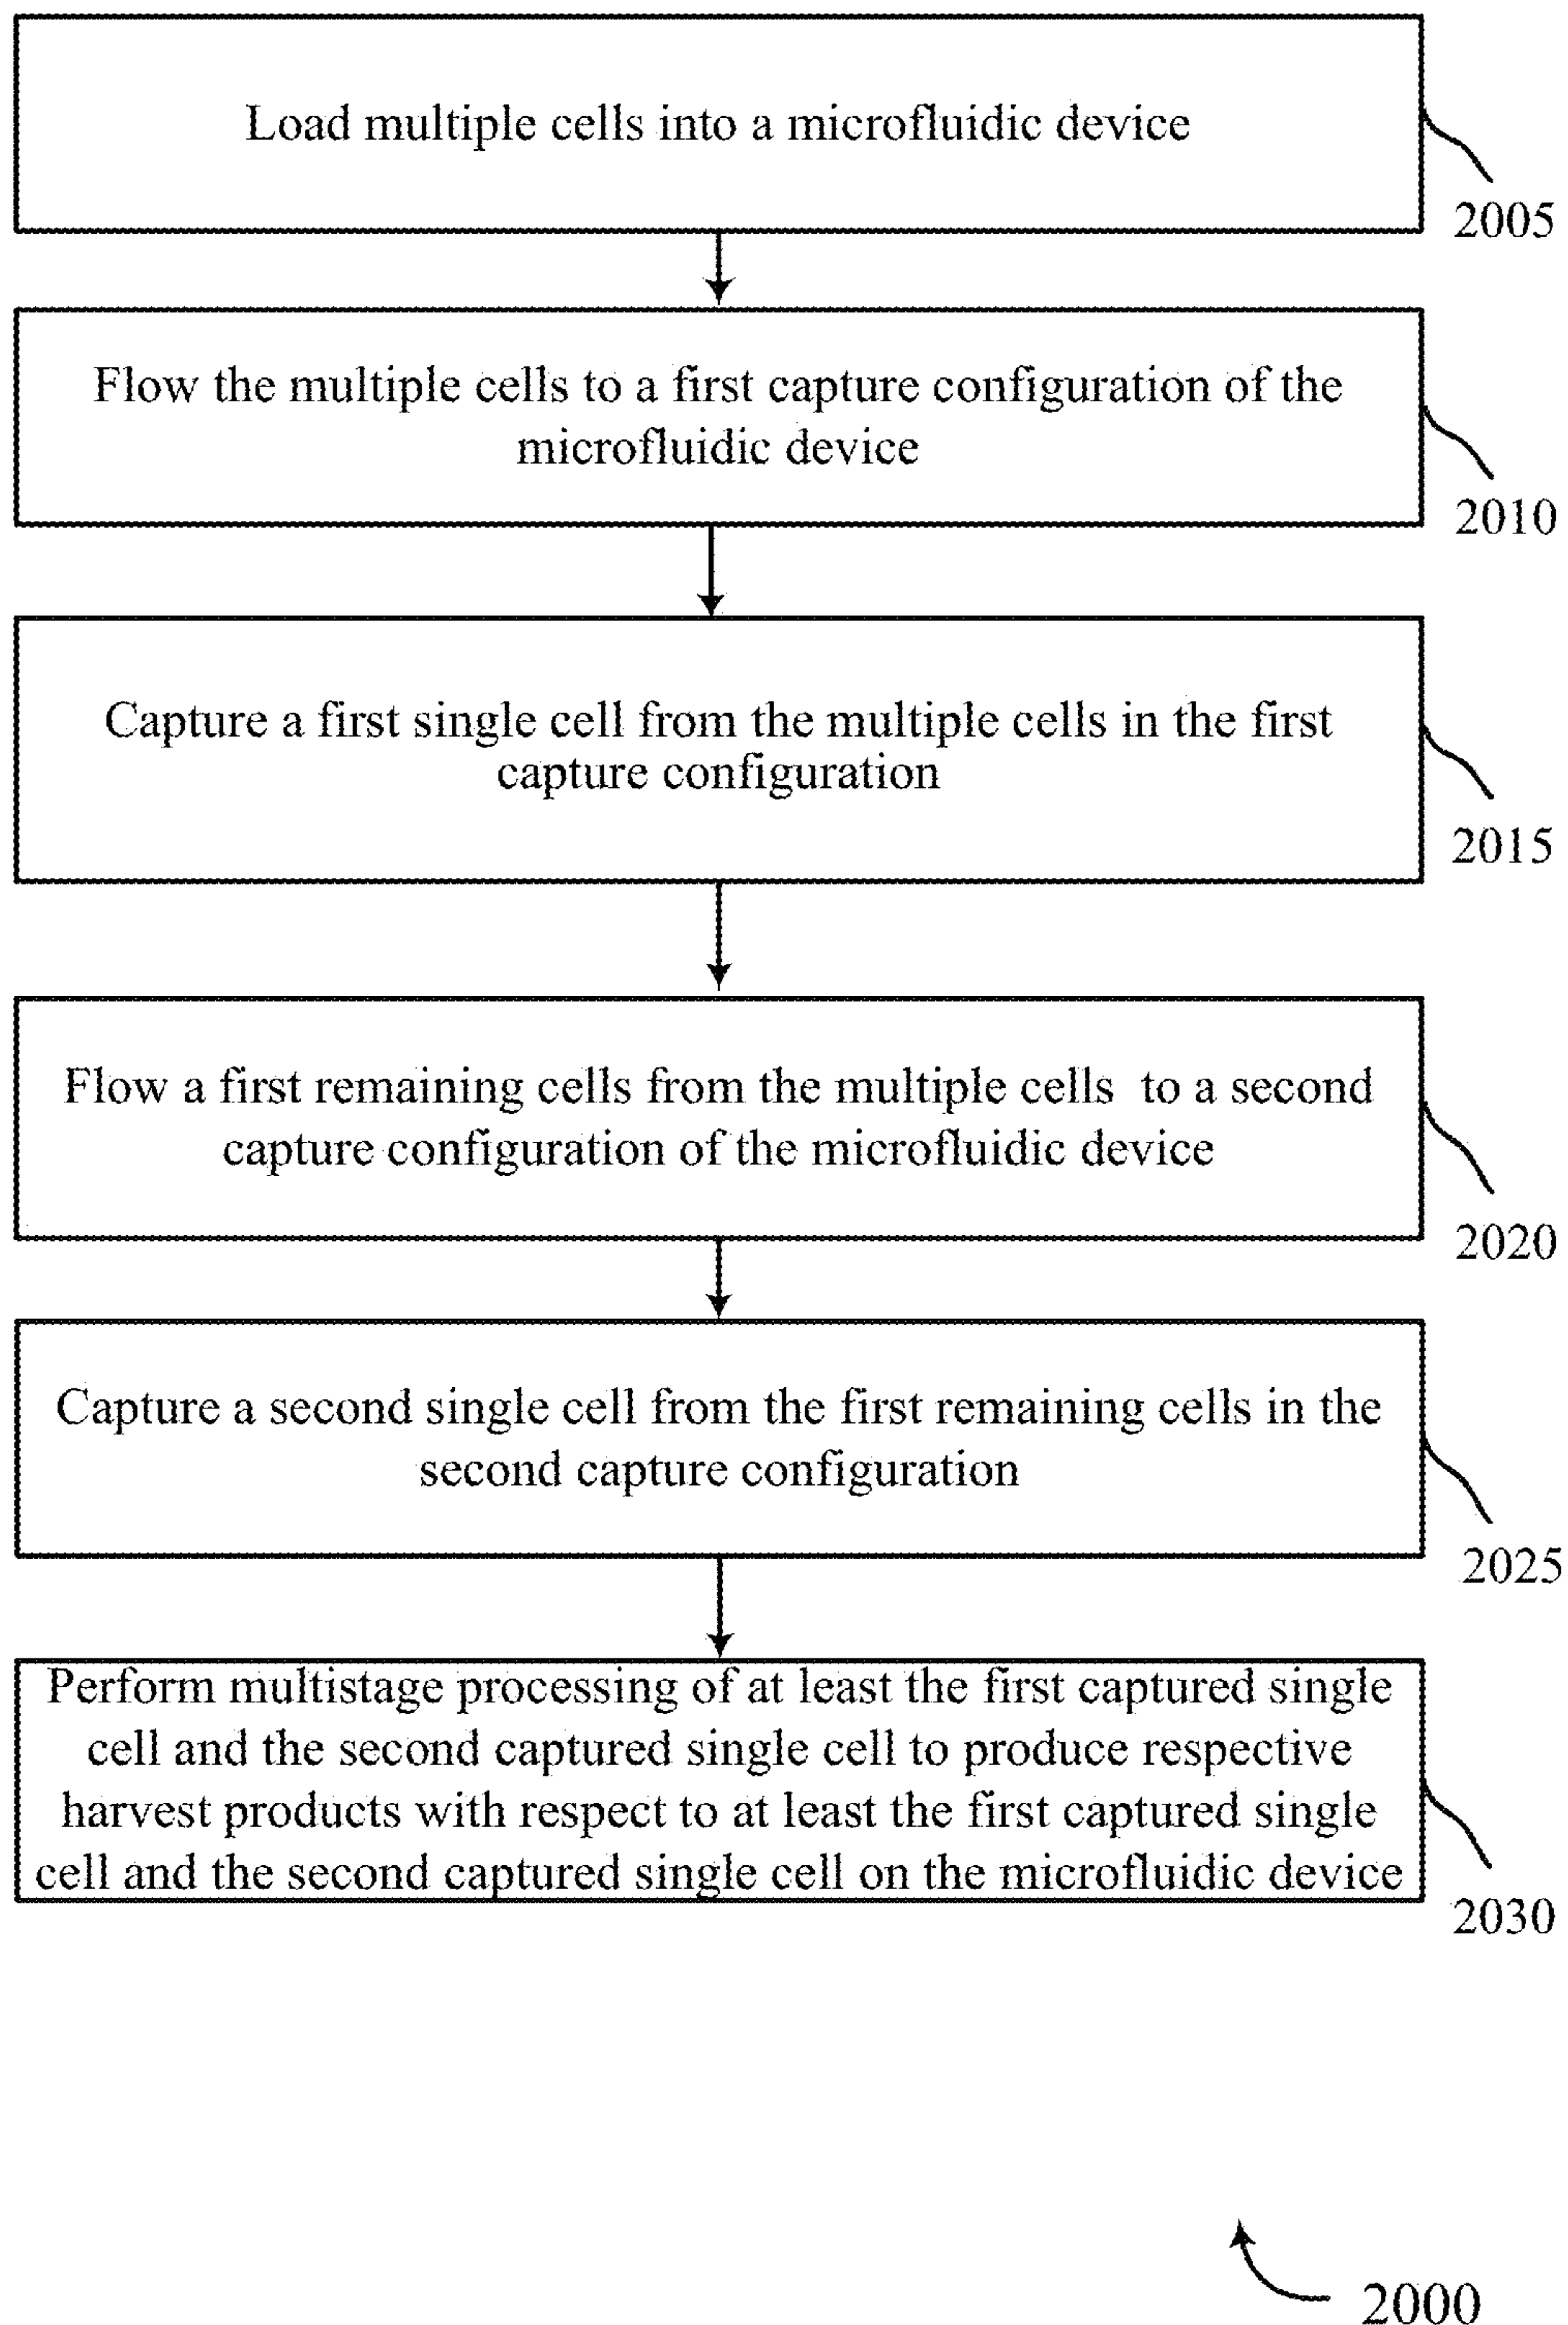 Load multiple cells into a microfluidic device
2005
Flow the multiple cells to a first capture configuration of the
microfluidic device
2010
Capture a first single cell from the multiple cells in the first
capture configuration
2015
Flow a first remaining cells from the multiple cells to a second
capture configuration of the microfluidic device
2020
Capture a second single cell from the first remaining cells in the
second capture configuration
2025
Perform multistage processing of at least the first captured single
cell and the second captured single cell to produce respective
harvest products with respect to at least the first captured single
cell and the second captured single cell on the microfluidic device
2030
2000